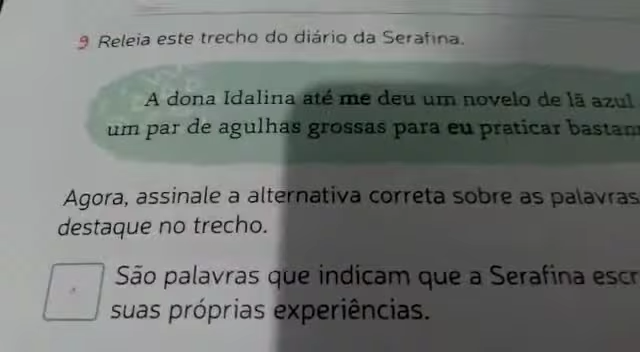 9 Releia este trecho do diário da Serafina.
A dona Idalina até me deu um novelo de lã azul
um par de agulhas grossas para eu praticar
Agora, assinale a alternativa correta sobre as palavras
destaque no trecho.
São palavras que indicam que a Serafina
suas próprias experiências.